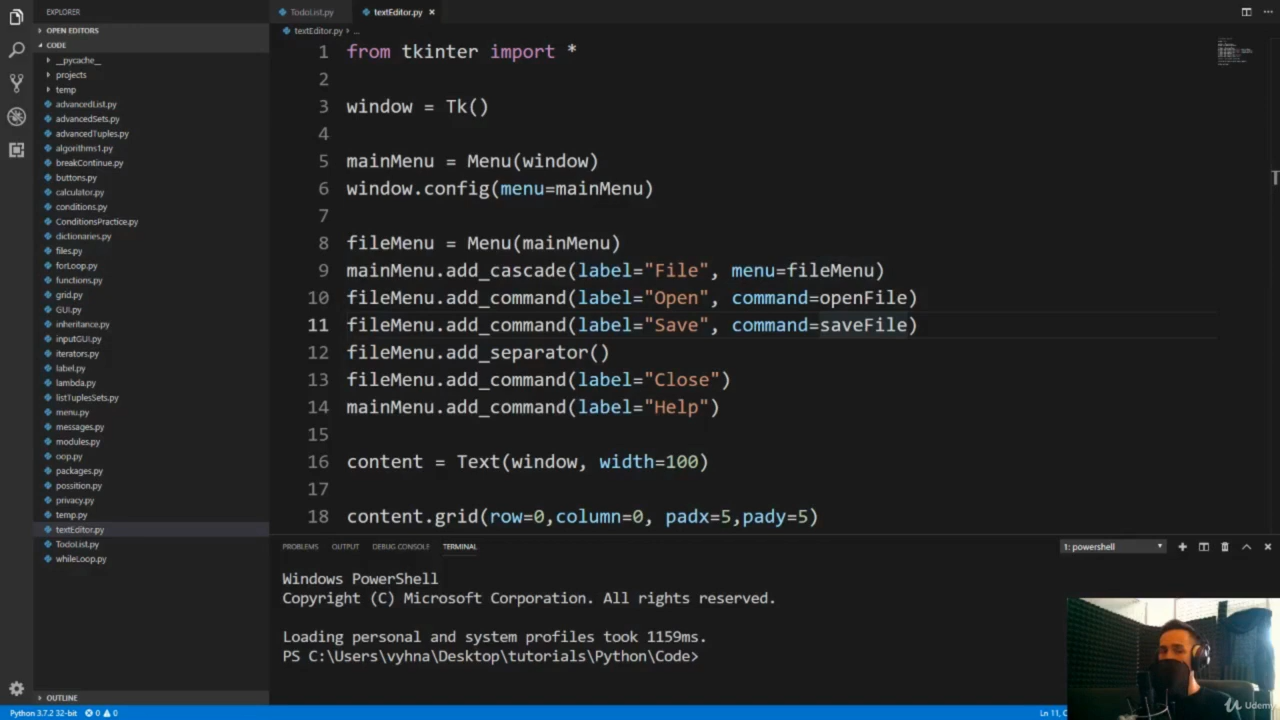 EXPLORER
OPEN EDITORS
CODE
__pycache__
projects
temp
advancedList.py
advancedSets.py
advancedTuples.py
algorithms1.py
breakContinue.py
buttons.py
calculator.py
conditions.py
ConditionsPractice.py
dictionaries.py
files.py
forLoop.py
functions.py
grid.py
GUI.py
inheritance.py
inputGUI.py
iterators.py
label.py
lambda.py
listTuplesSets.py
menu.py
messages.py
modules.py
oop.py
packages.py
possition.py
privacy.py
temp.py
textEditor.py
TodoList.py
whileLoop.py
OUTLINE
TodoList.py textEditor.py ×
textEditor.py ▸ ...
1 from tkinter import *
2
3 window = Tk()
4
5 mainMenu = Menu(window)
6 window.config(menu=mainMenu)
7
8 fileMenu = Menu(mainMenu)
9 mainMenu.add_cascade(label="File", menu=fileMenu)
10 fileMenu.add_command(label="Open", command=openFile)
11 fileMenu.add_command(label="Save", command=saveFile)
12 fileMenu.add_separator()
13 fileMenu.add_command(label="Close")
14 mainMenu.add_command(label="Help")
15
16 content = Text(window, width=100)
17
18 content.grid(row=0,column=0, padx=5,pady=5)
PROBLEMS OUTPUT DEBUG CONSOLE TERMINAL 1: powershell
Windows PowerShell
Copyright (C) Microsoft Corporation. All rights reserved.
Loading personal and system profiles took 1159ms.
PS C:\Users\vyhna\Desktop\tutorials\Python\Code>
Udemy
Python 3.7.2 32-bit 0 0 Ln 11,